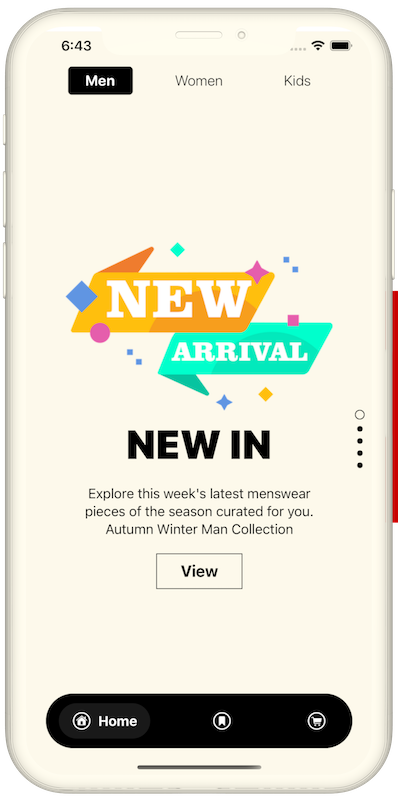 6:43
Men Women Kids
NEW
ARRIVAL
NEW IN
Explore this week's latest menswear
pieces of the season curated for you.
Autumn Winter Man Collection
View
Home